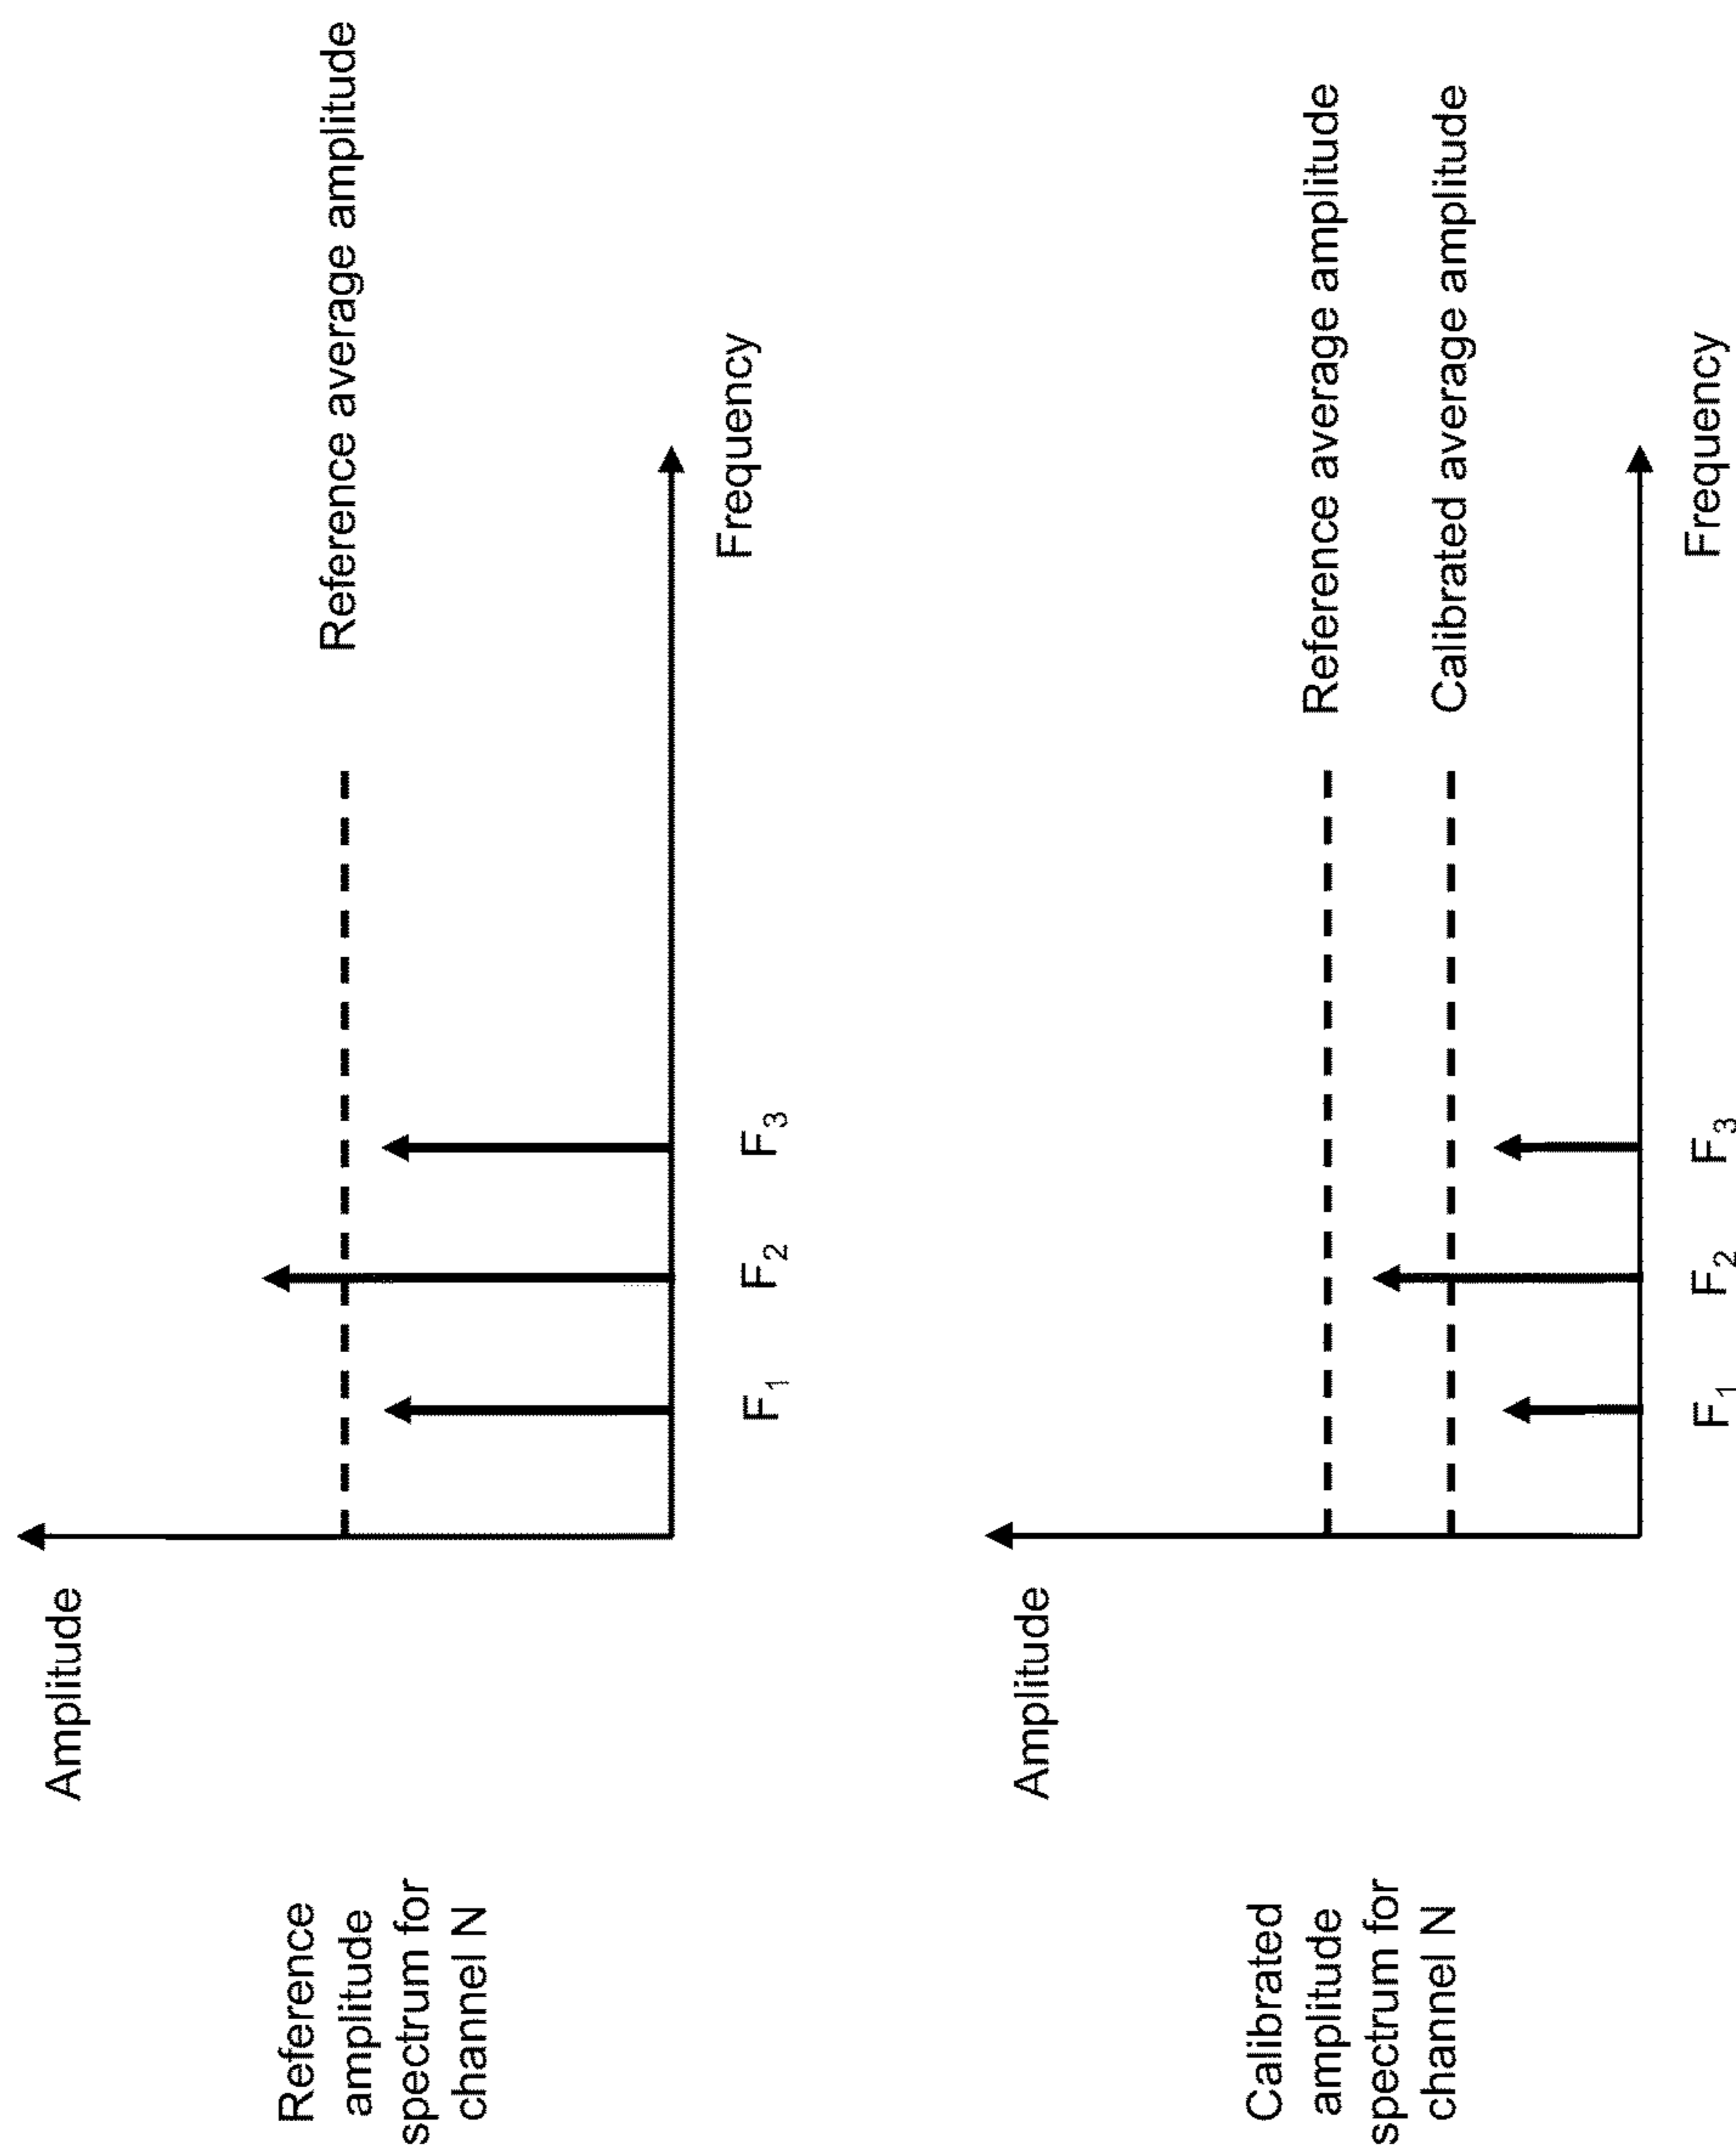 Reference
amplitude
spectrum for
channel N
Amplitude
Reference average amplitude
Frequency
F₁
F₂
F₃
Calibrated
amplitude
spectrum for
channel N
Amplitude
Reference average amplitude
Calibrated average amplitude
Frequency
F₁
F₂
F₃